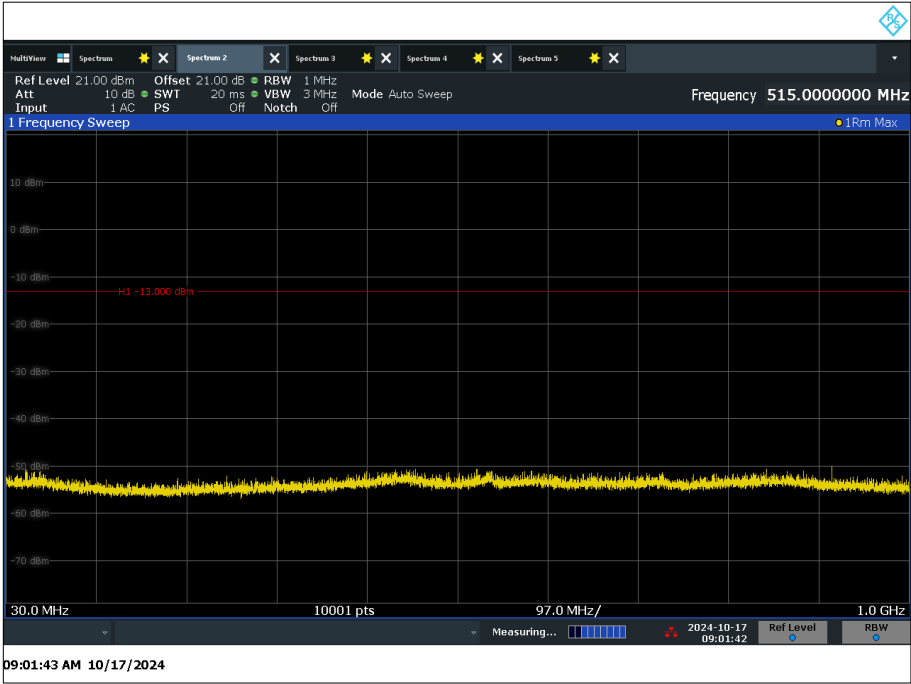 R&S
MultiView Spectrum Spectrum 2 Spectrum 3 Spectrum 4 Spectrum 5
Ref Level 21.00 dBm Offset 21.00 dB RBW 1 MHz
Att 10 dB SWT 20 ms VBW 3 MHz Mode Auto Sweep Frequency 515.0000000 MHz
Input 1 AC PS Off Notch Off
1 Frequency Sweep 1Rm Max
10 dBm
0 dBm
-10 dBm
H1 -13.000 dBm
-20 dBm
-30 dBm
-40 dBm
-50 dBm
-60 dBm
-70 dBm
30.0 MHz 10001 pts 97.0 MHz/ 1.0 GHz
Measuring... 2024-10-17 Ref Level RBW
09:01:42
09:01:43 AM 10/17/2024